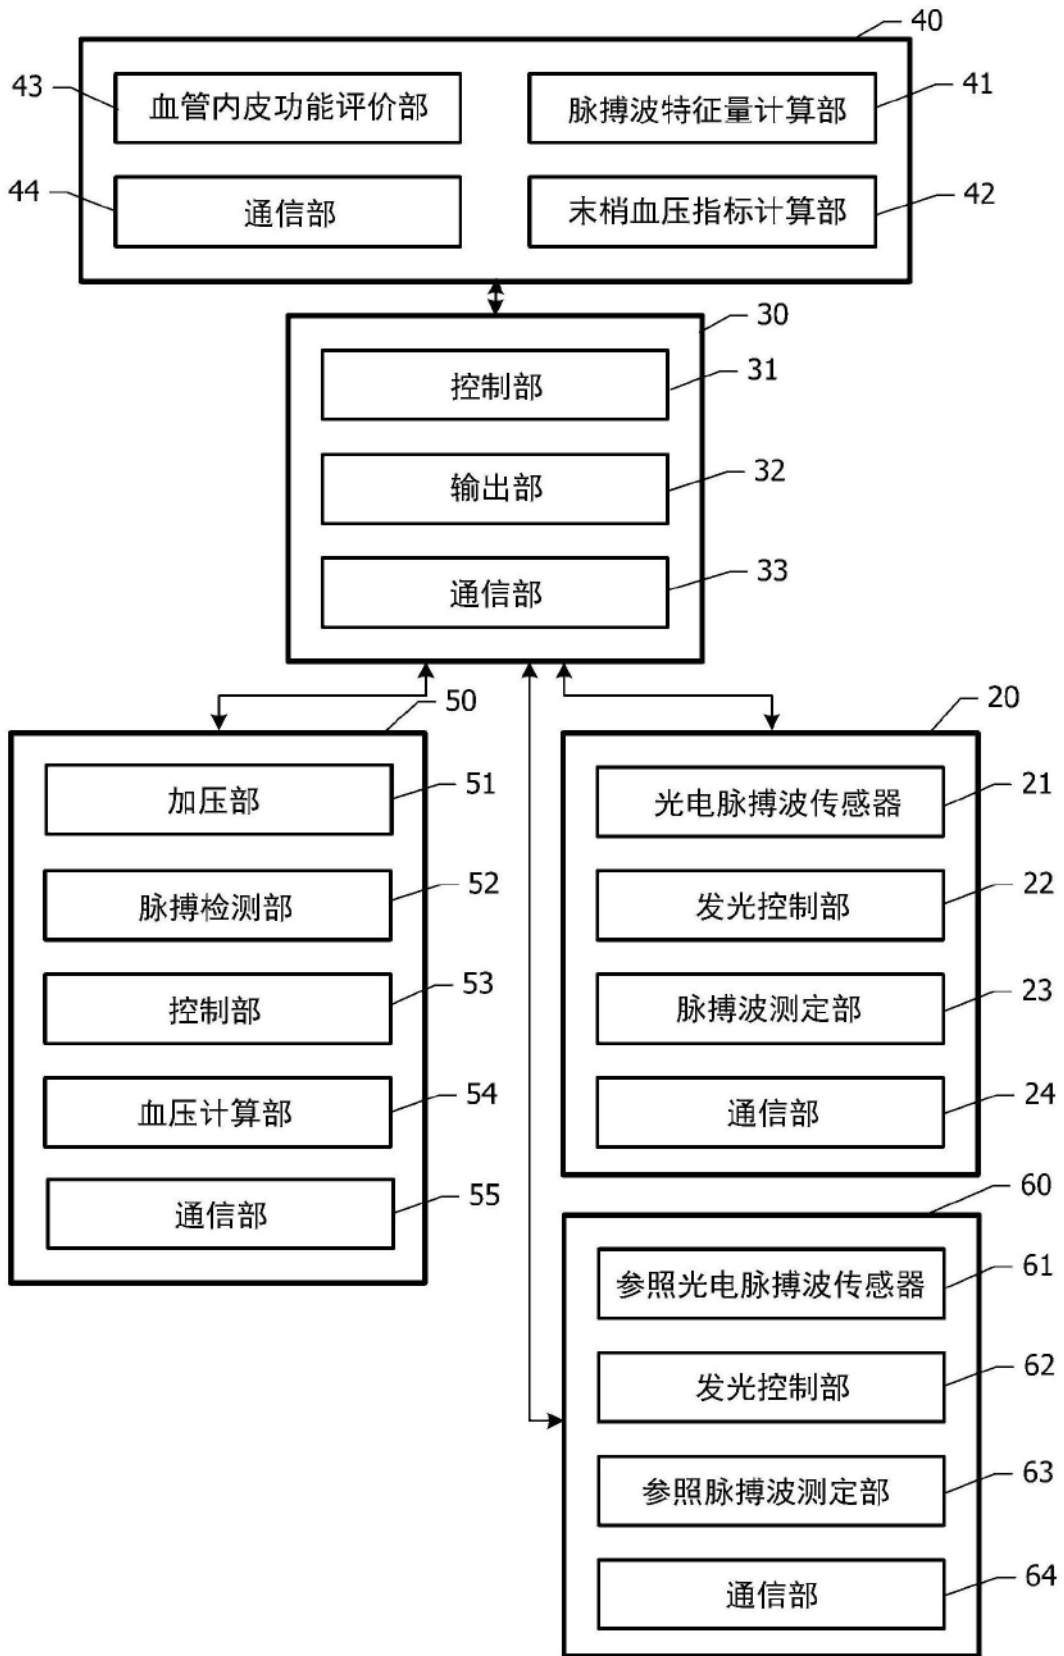 40
43
血管内皮功能评价部
脉搏波特征量计算部
41
44
通信部
末梢血压指标计算部
42
30
控制部
31
输出部
32
通信部
33
50
加压部
51
脉搏检测部
52
控制部
53
血压计算部
54
通信部
55
20
光电脉搏波传感器
21
发光控制部
22
脉搏波测定部
23
通信部
24
60
参照光电脉搏波传感器
61
发光控制部
62
参照脉搏波测定部
63
通信部
64